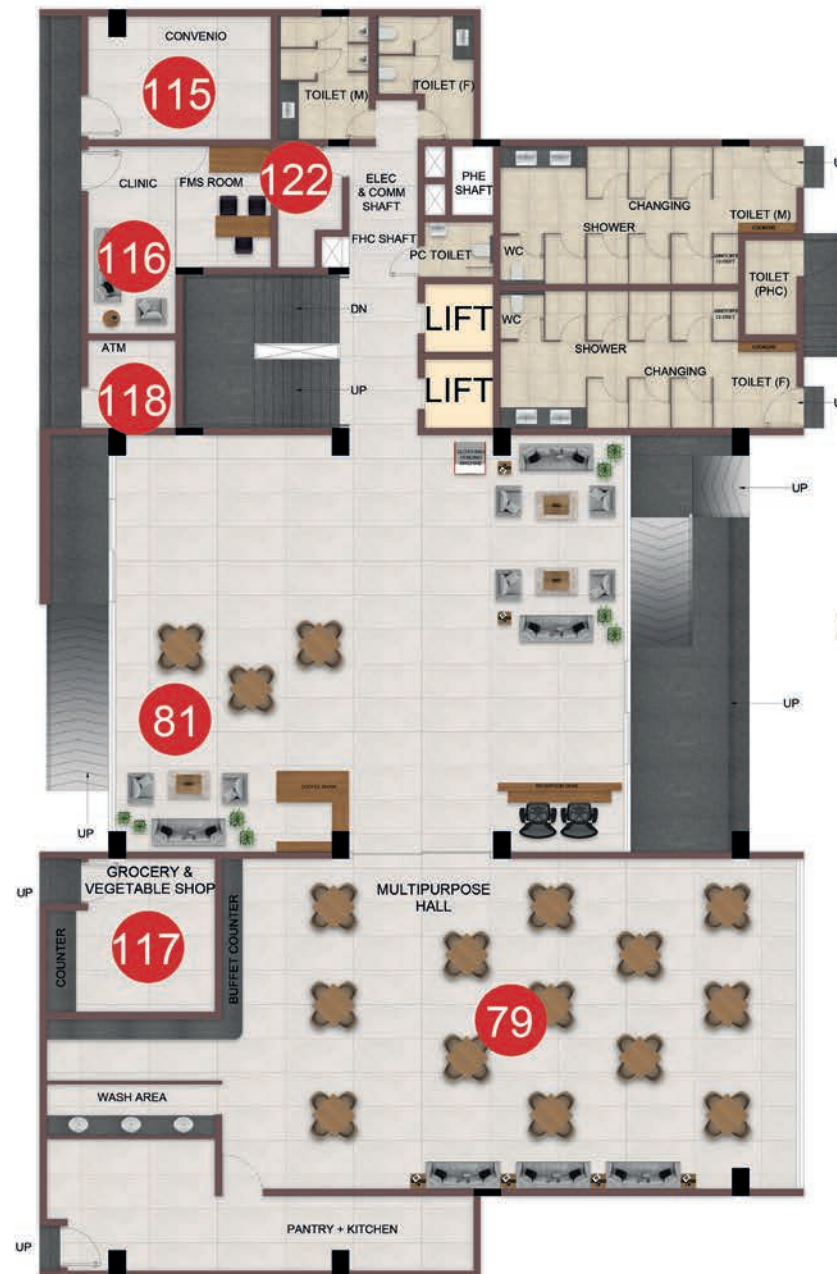 CONVENIO
115
TOILET (M)
TOILET (F)
CLINIC
FMS ROOM
122
ELEC
& COMM
SHAFT
PHE
SHAFT
FHC SHAFT
116
PC TOILET
CHANGING
SHOWER
TOILET (M)
WC
TOILET
(PHC)
DN
LIFT
WC
SHOWER
CHANGING
TOILET (F)
ATM
118
UP
LIFT
UP
UP
81
UP
RECEPTION DESK
UP
GROCERY &
VEGETABLE SHOP
117
COUNTER
BUFFET COUNTER
MULTIPURPOSE
HALL
79
WASH AREA
PANTRY + KITCHEN
UP